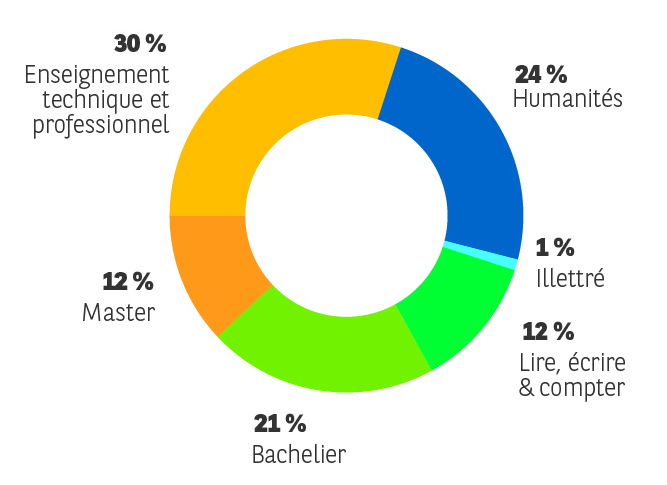 30 %
Enseignement
technique et
professionnel
24 %
Humanités
1 %
Illettré
12 %
Lire, écrire
& compter
21 %
Bachelier
12 %
Master